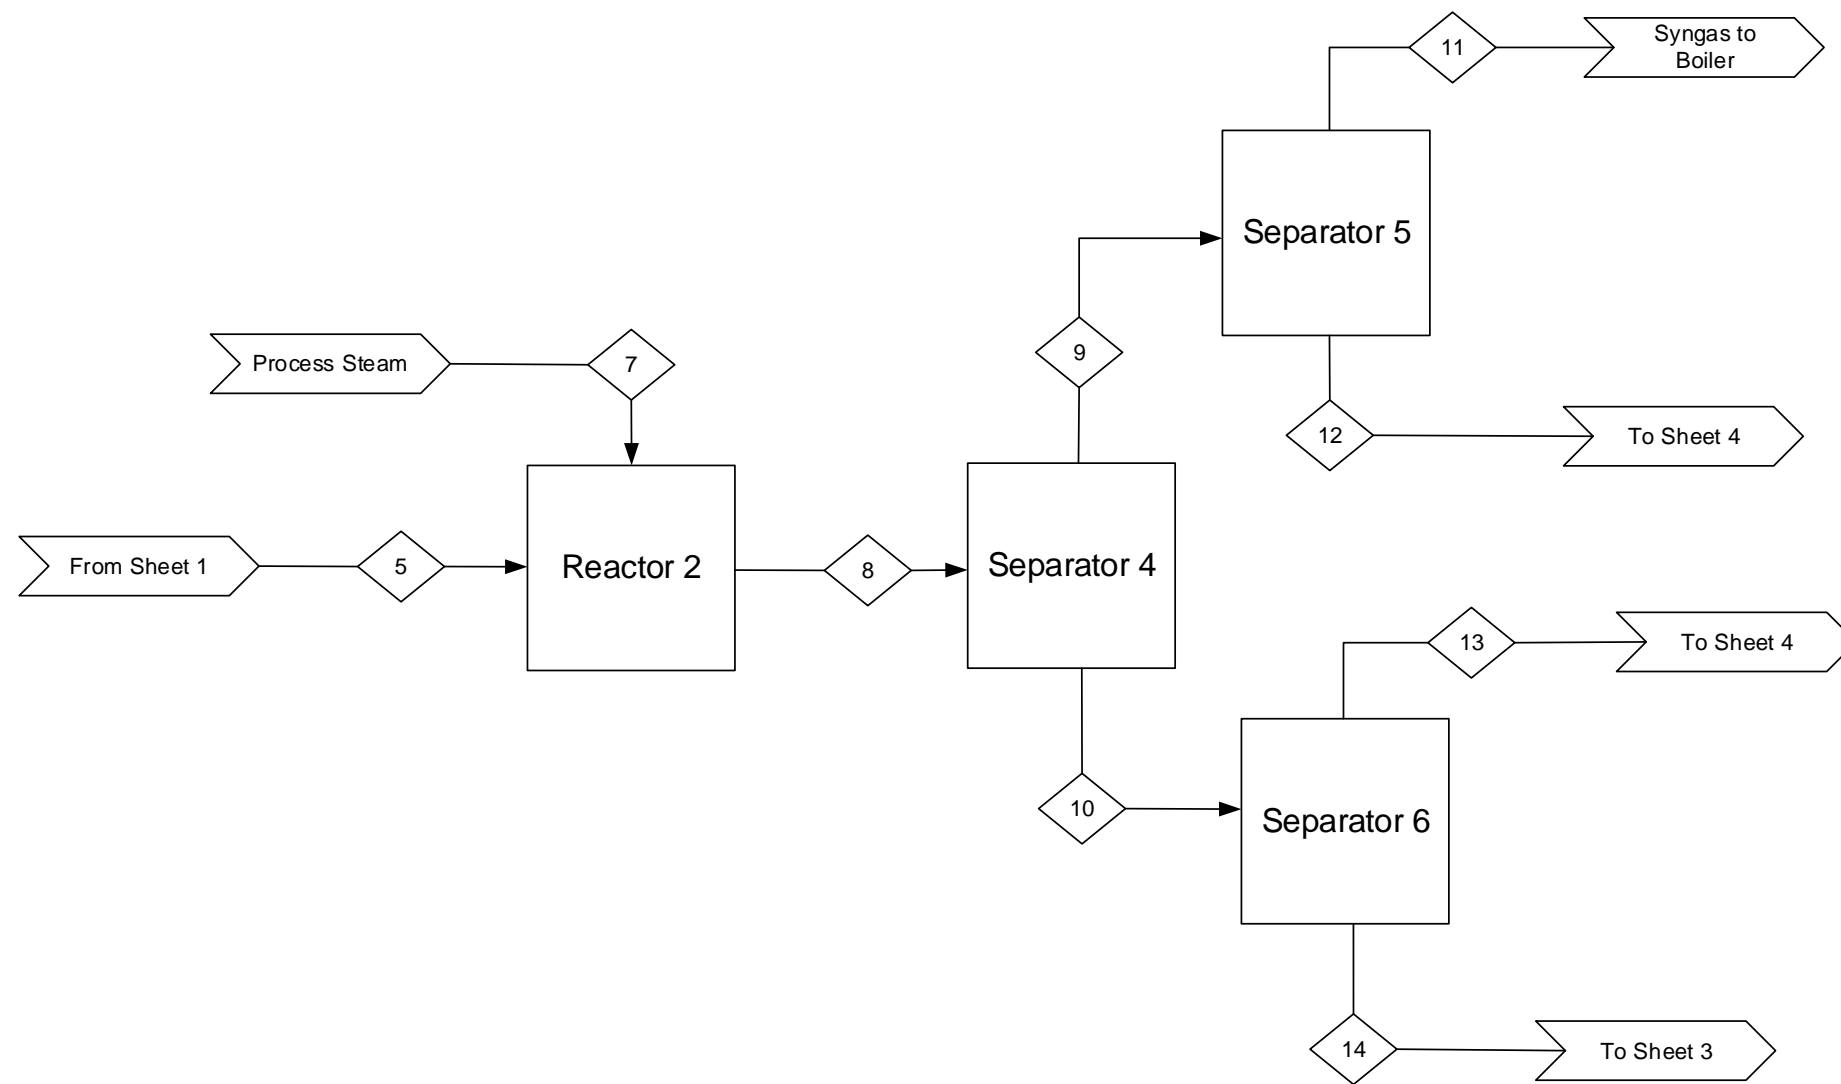 11
Syngas to
Boiler
Separator 5
9
Process Steam
7
12
To Sheet 4
From Sheet 1
5
Reactor 2
8
Separator 4
13
To Sheet 4
10
Separator 6
14
To Sheet 3